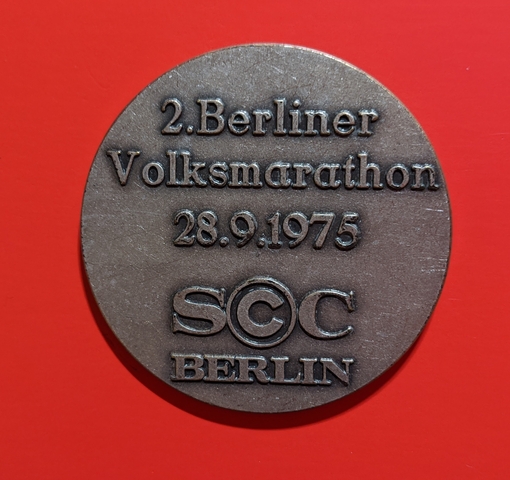 2. Berliner
Volksmarathon
28.9.1975
SCC
BERLIN